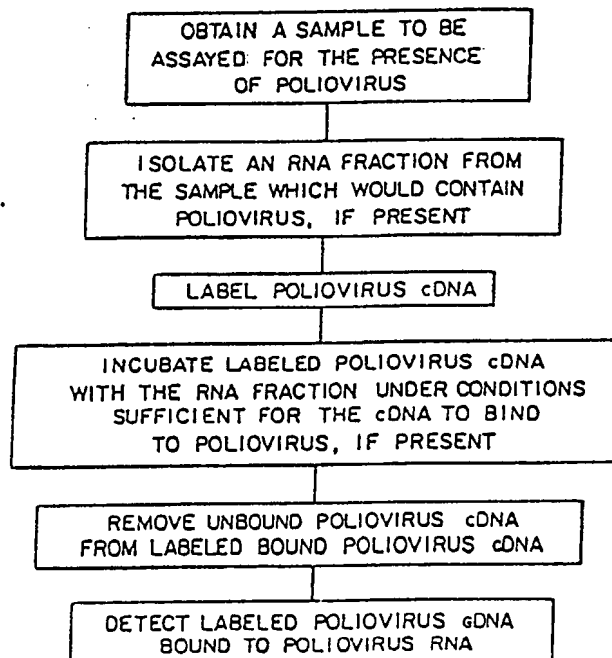 OBTAIN A SAMPLE TO BE
ASSAYED FOR THE PRESENCE
OF POLIOVIRUS
ISOLATE AN RNA FRACTION FROM
THE SAMPLE WHICH WOULD CONTAIN
POLIOVIRUS, IF PRESENT
LABEL POLIOVIRUS cDNA
INCUBATE LABELED POLIOVIRUS cDNA
WITH THE RNA FRACTION UNDER CONDITIONS
SUFFICIENT FOR THE cDNA TO BIND
TO POLIOVIRUS, IF PRESENT
REMOVE UNBOUND POLIOVIRUS cDNA
FROM LABELED BOUND POLIOVIRUS cDNA
DETECT LABELED POLIOVIRUS GDNA
BOUND TO POLIOVIRUS RNA